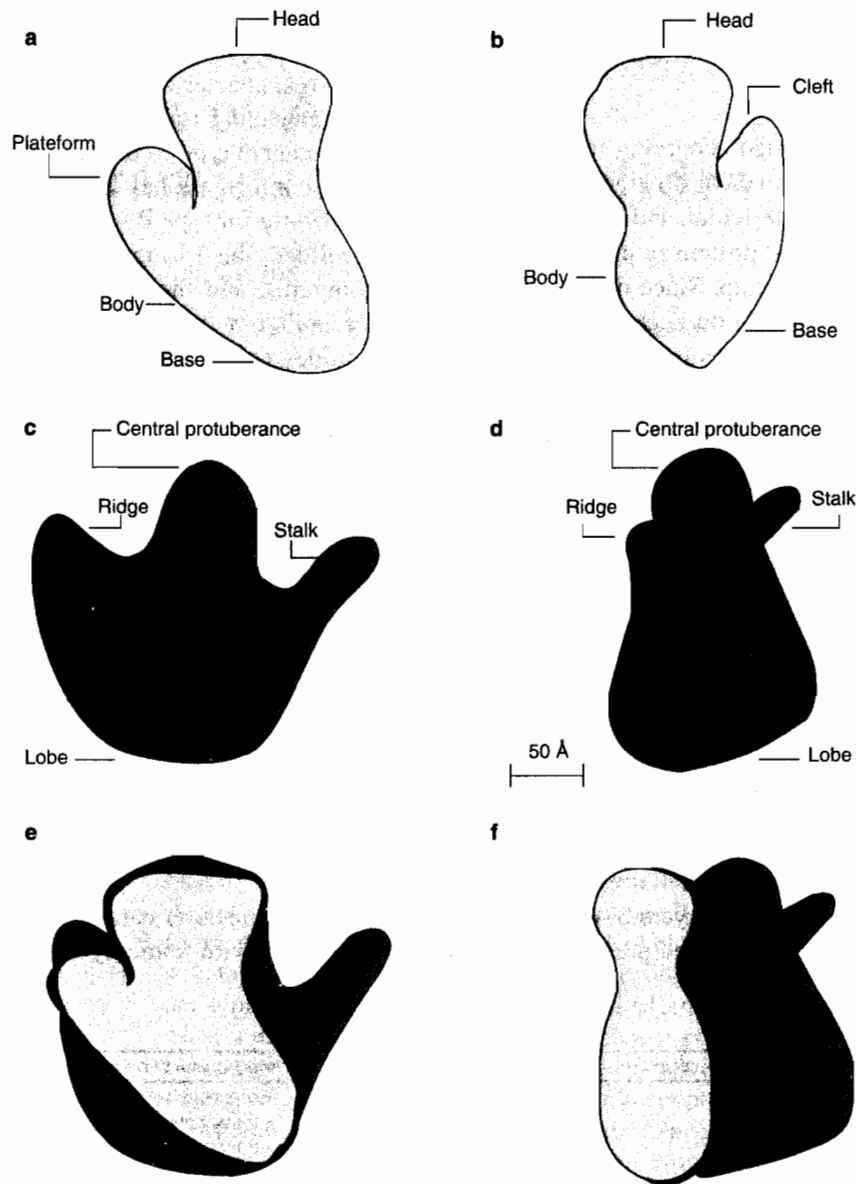 a
Head
Plateform
Body
Base
b
Head
Cleft
Body
Base
c
Central protuberance
Ridge
Stalk
Lobe
d
Central protuberance
Ridge
Stalk
50 Å
Lobe
e
f